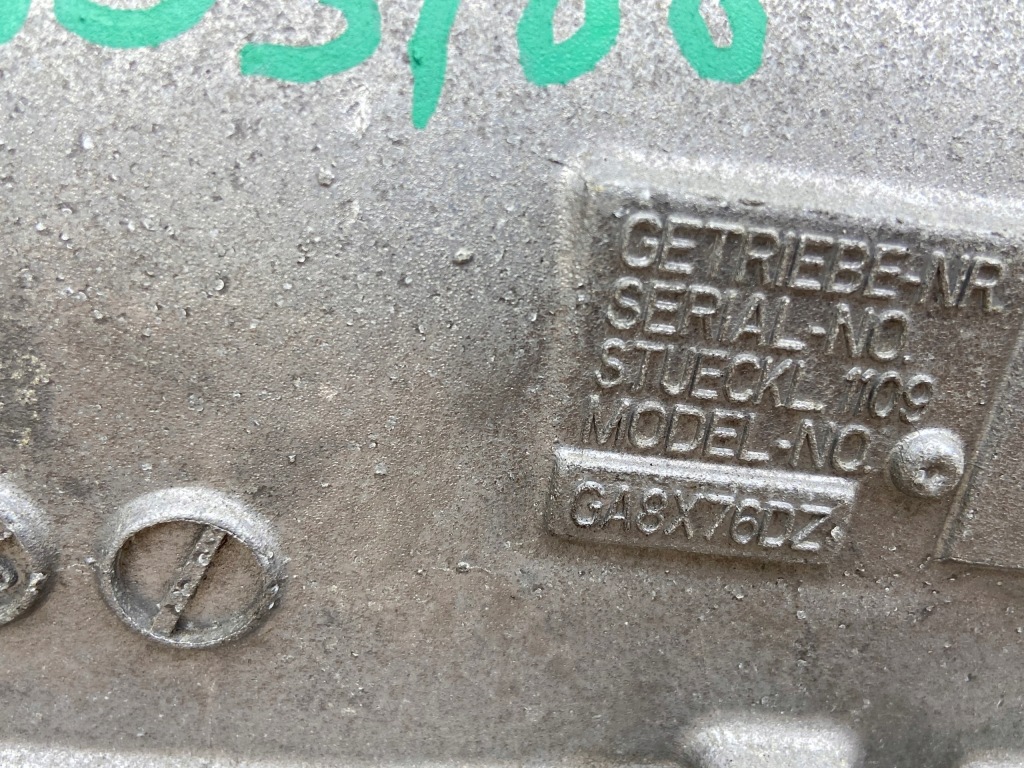 GETRIEBE-NR.
SERIAL-NO.
STUECKL. 1109
MODEL-NO.
GA8X76DZ